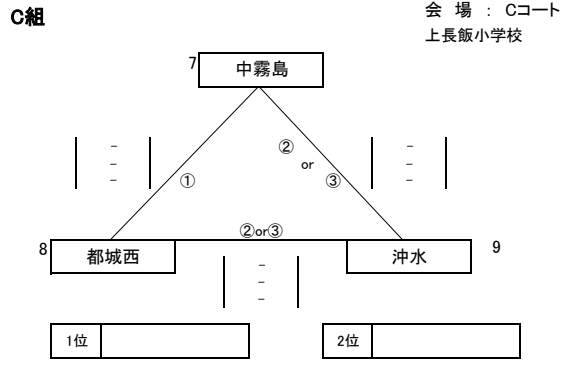 C組
会 場 : Cコート
上長飯小学校
7 中霧島
- -
- ② -
- or -
① ③
②or③
8 都城西 沖水 9
-
-
-
1位 2位